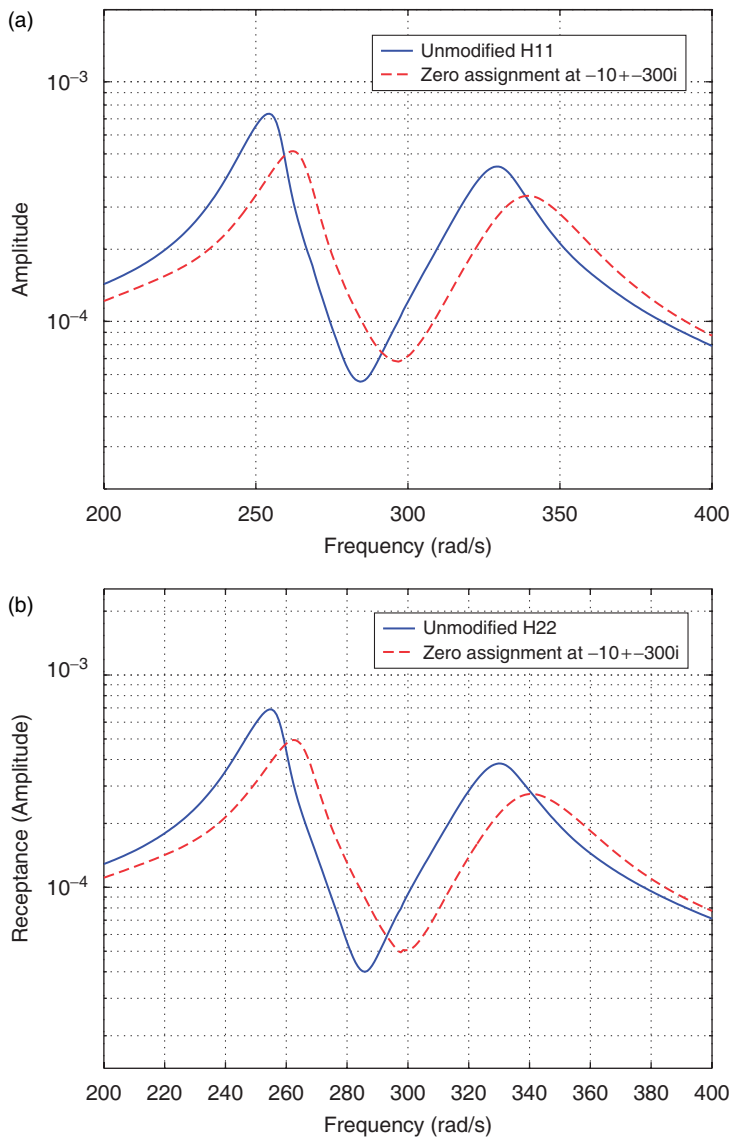 (a)
Unmodified H11
Zero assignment at −10+−300i
10⁻³
10⁻⁴
Amplitude
200 250 300 350 400
Frequency (rad/s)
(b)
Unmodified H22
Zero assignment at −10+−300i
10⁻³
10⁻⁴
Receptance (Amplitude)
200 220 240 260 280 300 320 340 360 380 400
Frequency (rad/s)